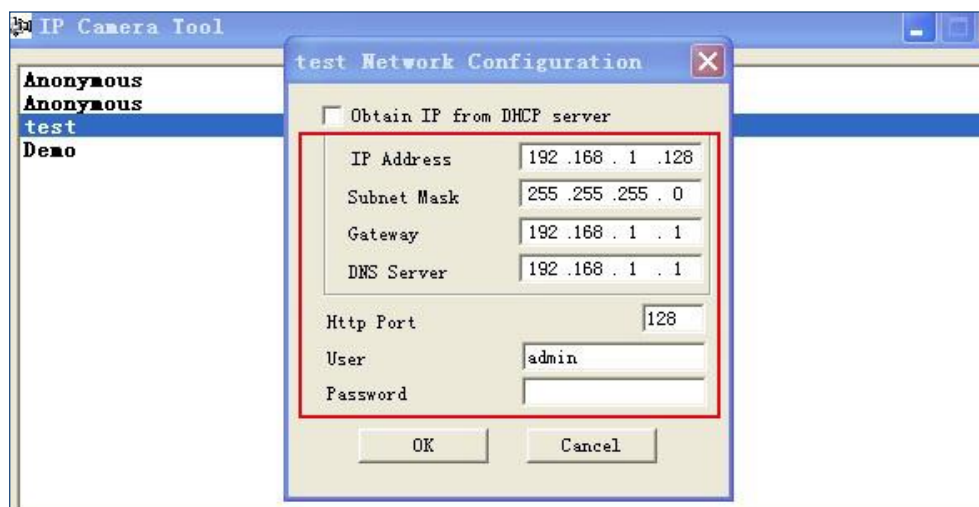 IP Camera Tool
test Network Configuration
Anonymous
Anonymous
test
Demo
Obtain IP from DHCP server
IP Address 192 .168 . 1 .128
Subnet Mask 255 .255 .255 . 0
Gateway 192 .168 . 1 . 1
DNS Server 192 .168 . 1 . 1
Http Port 128
User admin
Password
OK Cancel